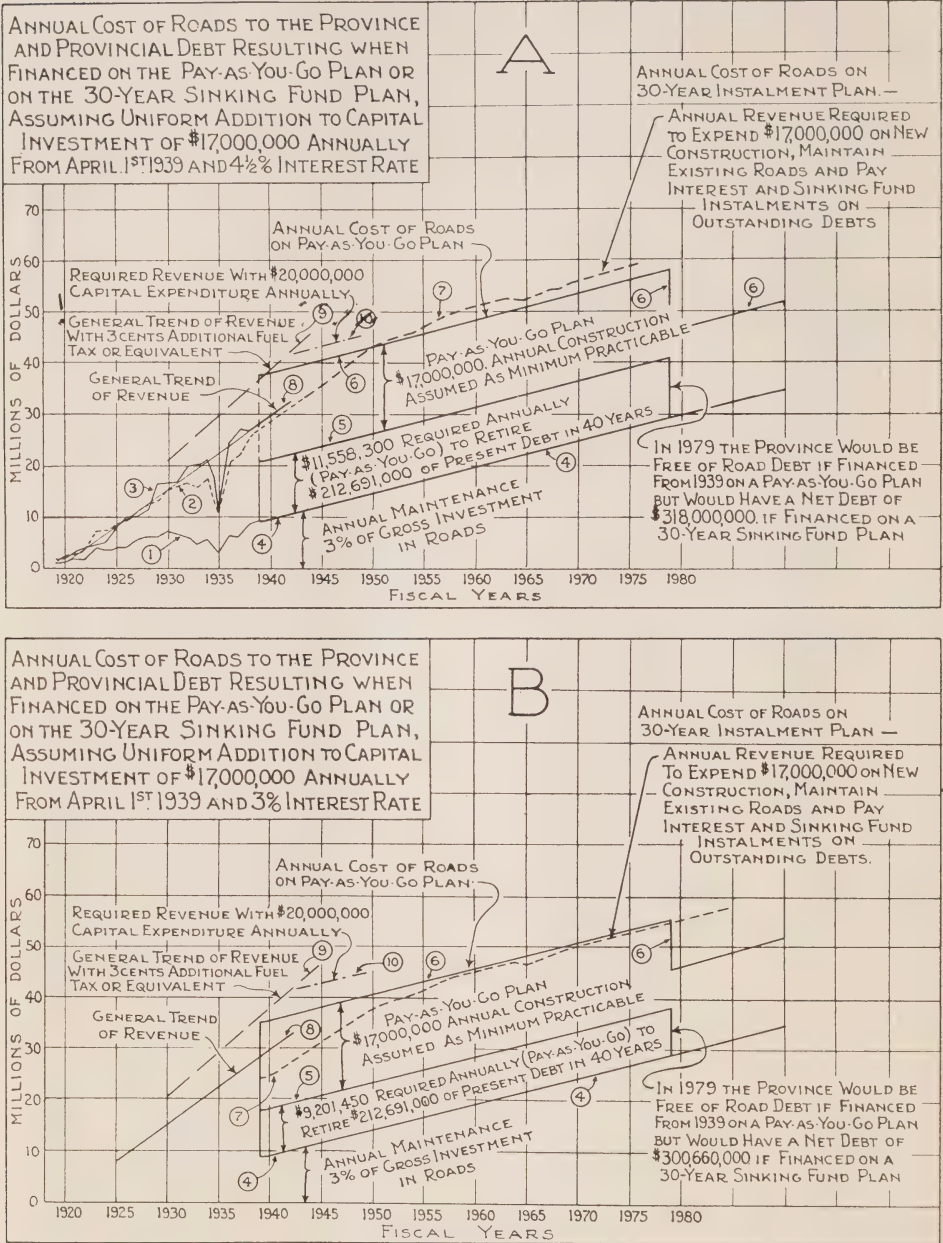 ANNUAL COST OF ROADS TO THE PROVINCE
AND PROVINCIAL DEBT RESULTING WHEN
FINANCED ON THE PAY-AS-YOU-GO PLAN OR
ON THE 30-YEAR SINKING FUND PLAN,
ASSUMING UNIFORM ADDITION TO CAPITAL
INVESTMENT OF $17,000,000 ANNUALLY
FROM APRIL 1ST 1939 AND 4½% INTEREST RATE
A
ANNUAL COST OF ROADS ON
30-YEAR INSTALMENT PLAN.—
ANNUAL REVENUE REQUIRED
TO EXPEND $17,000,000 ON NEW
CONSTRUCTION, MAINTAIN
EXISTING ROADS AND PAY
INTEREST AND SINKING FUND
INSTALMENTS ON
OUTSTANDING DEBTS
ANNUAL COST OF ROADS
ON PAY-AS-YOU-GO PLAN
REQUIRED REVENUE WITH $20,000,000
CAPITAL EXPENDITURE ANNUALLY
GENERAL TREND OF REVENUE
WITH 3 CENTS ADDITIONAL FUEL
TAX OR EQUIVALENT
GENERAL TREND
OF REVENUE
PAY-AS-YOU-GO PLAN
$17,000,000. ANNUAL CONSTRUCTION
ASSUMED AS MINIMUM PRACTICABLE
$11,558,300 REQUIRED ANNUALLY
(PAY-AS-YOU-GO) TO RETIRE
$212,691,000 OF PRESENT DEBT IN 40 YEARS
ANNUAL MAINTENANCE
3% OF GROSS INVESTMENT
IN ROADS
IN 1979 THE PROVINCE WOULD BE
FREE OF ROAD DEBT IF FINANCED
FROM 1939 ON A PAY-AS-YOU-GO PLAN
BUT WOULD HAVE A NET DEBT OF
$318,000,000. IF FINANCED ON A
30-YEAR SINKING FUND PLAN
1
2
3
4
4
5
6
6
6
7
8
9
10
MILLIONS OF DOLLARS
70
60
50
40
30
20
10
0
1920 1925 1930 1935 1940 1945 1950 1955 1960 1965 1970 1975 1980
FISCAL YEARS
ANNUAL COST OF ROADS TO THE PROVINCE
AND PROVINCIAL DEBT RESULTING WHEN
FINANCED ON THE PAY-AS-YOU-GO PLAN OR
ON THE 30-YEAR SINKING FUND PLAN,
ASSUMING UNIFORM ADDITION TO CAPITAL
INVESTMENT OF $17,000,000 ANNUALLY
FROM APRIL 1ST 1939 AND 3% INTEREST RATE
B
ANNUAL COST OF ROADS ON
30-YEAR INSTALMENT PLAN —
ANNUAL REVENUE REQUIRED
TO EXPEND $17,000,000 ON NEW
CONSTRUCTION, MAINTAIN
EXISTING ROADS AND PAY
INTEREST AND SINKING FUND
INSTALMENTS ON
OUTSTANDING DEBTS.
ANNUAL COST OF ROADS
ON PAY-AS-YOU-GO PLAN
REQUIRED REVENUE WITH $20,000,000
CAPITAL EXPENDITURE ANNUALLY
GENERAL TREND OF REVENUE
WITH 3 CENTS ADDITIONAL FUEL
TAX OR EQUIVALENT
GENERAL TREND
OF REVENUE
PAY-AS-YOU-GO PLAN
$17,000,000 ANNUAL CONSTRUCTION
ASSUMED AS MINIMUM PRACTICABLE
$9,201,450 REQUIRED ANNUALLY (PAY-AS-YOU-GO) TO
RETIRE $212,691,000 OF PRESENT DEBT IN 40 YEARS
ANNUAL MAINTENANCE
3% OF GROSS INVESTMENT
IN ROADS
IN 1979 THE PROVINCE WOULD BE
FREE OF ROAD DEBT IF FINANCED
FROM 1939 ON A PAY-AS-YOU-GO PLAN
BUT WOULD HAVE A NET DEBT OF
$300,660,000 IF FINANCED ON A
30-YEAR SINKING FUND PLAN
4
4
5
6
6
7
8
9
10
MILLIONS OF DOLLARS
70
60
50
40
30
20
10
0
1920 1925 1930 1935 1940 1945 1950 1955 1960 1965 1970 1975 1980
FISCAL YEARS